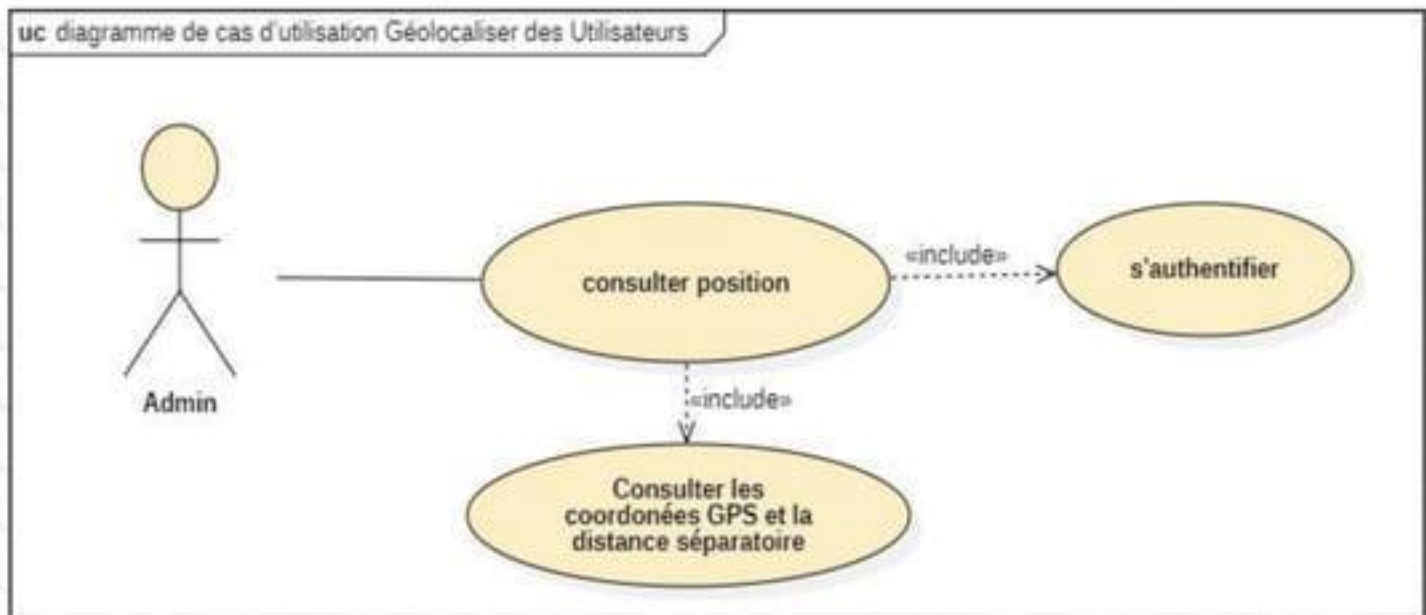 uc diagramme de cas d'utilisation Géolocaliser des Utilisateurs
consulter position
«include»
s'authentifier
Admin
«include»
Consulter les
coordonées GPS et la
distance séparatoire